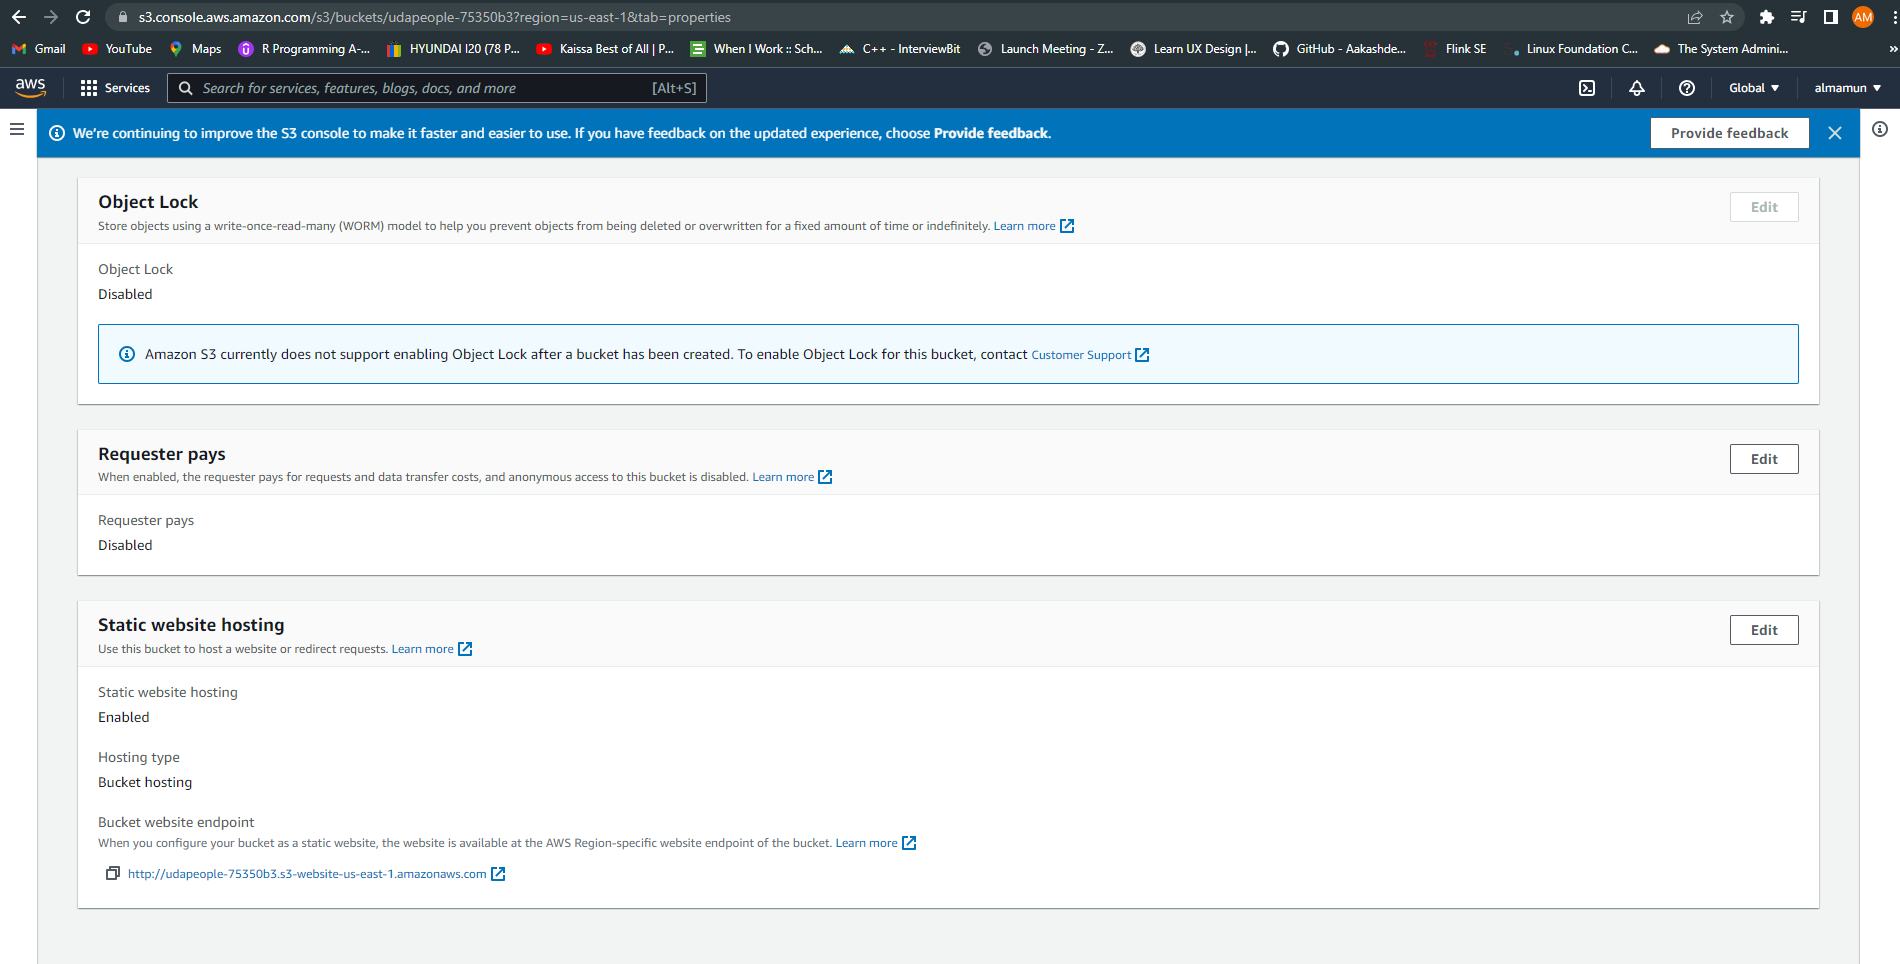 s3.console.aws.amazon.com/s3/buckets/udapeople-75350b3?region=us-east-1&tab=properties
AM
Gmail YouTube Maps R Programming A-... HYUNDAI I20 (78 P... Kaissa Best of All | P... When I Work :: Sch... C++ - InterviewBit Launch Meeting - Z... Learn UX Design |... GitHub - Aakashde... Flink SE Linux Foundation C... The System Admini... »
aws Services Search for services, features, blogs, docs, and more [Alt+S] Global almamun
We're continuing to improve the S3 console to make it faster and easier to use. If you have feedback on the updated experience, choose Provide feedback. Provide feedback
Object Lock Edit
Store objects using a write-once-read-many (WORM) model to help you prevent objects from being deleted or overwritten for a fixed amount of time or indefinitely. Learn more
Object Lock
Disabled
Amazon S3 currently does not support enabling Object Lock after a bucket has been created. To enable Object Lock for this bucket, contact Customer Support
Requester pays Edit
When enabled, the requester pays for requests and data transfer costs, and anonymous access to this bucket is disabled. Learn more
Requester pays
Disabled
Static website hosting Edit
Use this bucket to host a website or redirect requests. Learn more
Static website hosting
Enabled
Hosting type
Bucket hosting
Bucket website endpoint
When you configure your bucket as a static website, the website is available at the AWS Region-specific website endpoint of the bucket. Learn more
http://udapeople-75350b3.s3-website-us-east-1.amazonaws.com